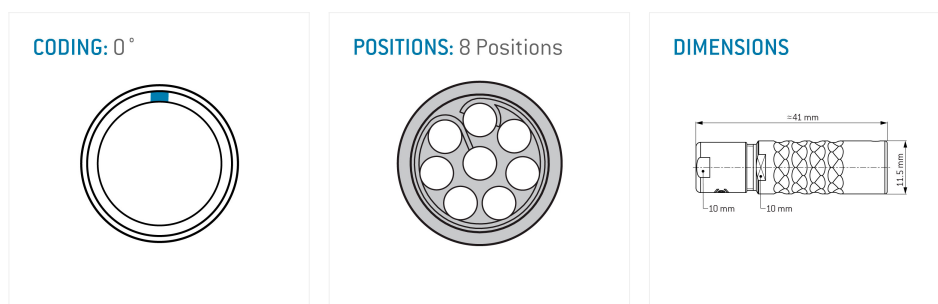 CODING: 0°
POSITIONS: 8 Positions
DIMENSIONS
≈41 mm
11.5 mm
10 mm
10 mm